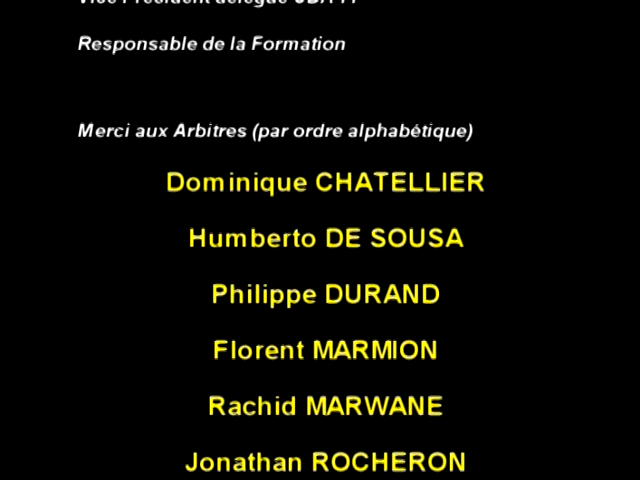 Responsable de la Formation
Merci aux Arbitres (par ordre alphabétique)
Dominique CHATELLIER
Humberto DE SOUSA
Philippe DURAND
Florent MARMION
Rachid MARWANE
Jonathan ROCHERON